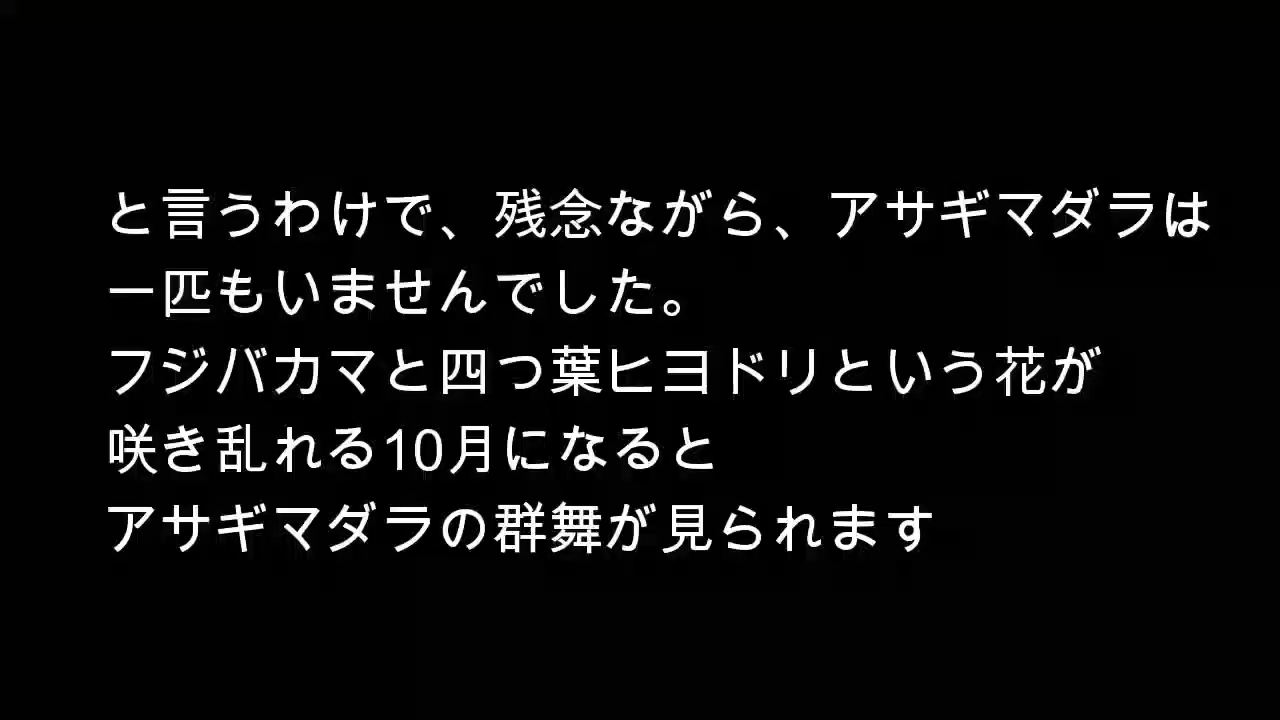 と言うわけで、残念ながら、アサギマダラは
一匹もいませんでした。
フジバカマと四つ葉ヒヨドリという花が
咲き乱れる10月になると
アサギマダラの群舞が見られます